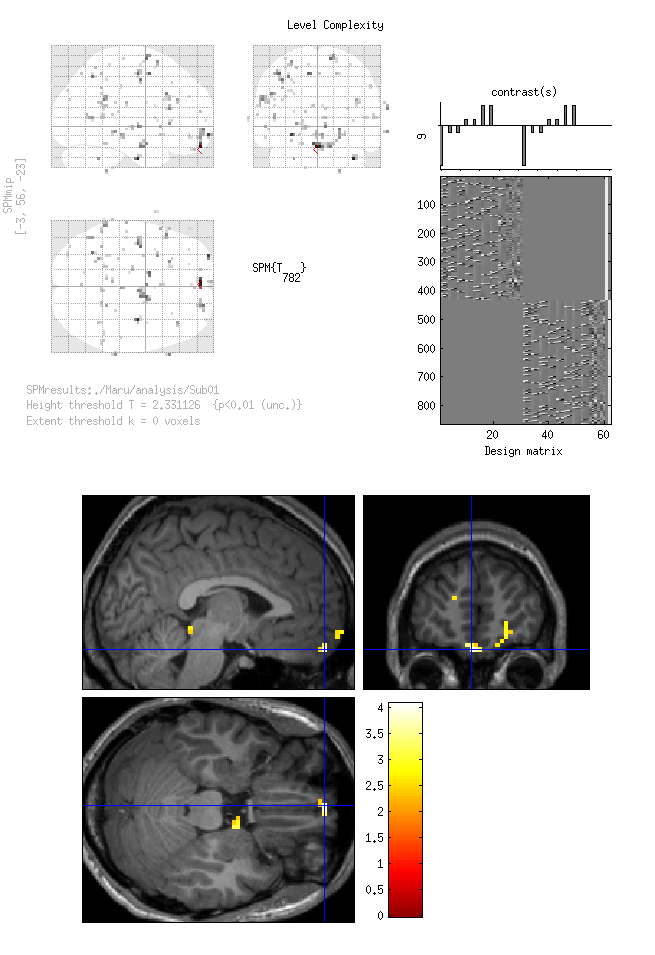 Level Complexity
contrast(s)
6
SPMmip
[-3, 56, -23]
SPM{T
782
}
100
200
300
400
500
600
700
800
20
40
60
Design matrix
SPMresults:./Maru/analysis/Sub01
Height threshold T = 2.331126  {p<0.01 (unc.)}
Extent threshold k = 0 voxels
4
3.5
3
2.5
2
1.5
1
0.5
0